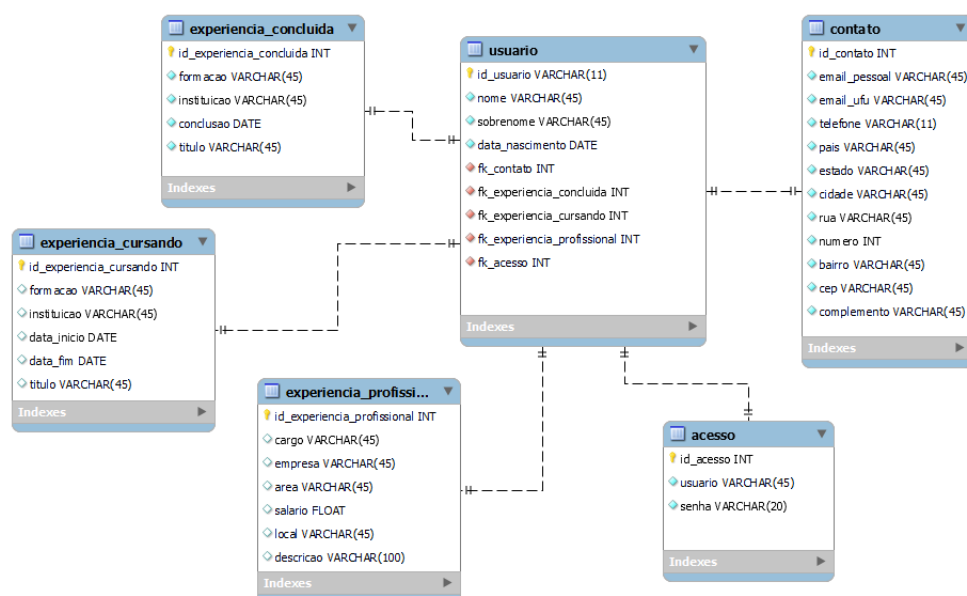 experiencia_concluida
id_experiencia_concluida INT
formacao VARCHAR(45)
instituicao VARCHAR(45)
conclusao DATE
titulo VARCHAR(45)
Indexes
usuario
id_usuario VARCHAR(11)
nome VARCHAR(45)
sobrenome VARCHAR(45)
data_nascimento DATE
fk_contato INT
fk_experiencia_concluida INT
fk_experiencia_cursando INT
fk_experiencia_profissional INT
fk_acesso INT
Indexes
contato
id_contato INT
email_pessoal VARCHAR(45)
email_ufu VARCHAR(45)
telefone VARCHAR(11)
pais VARCHAR(45)
estado VARCHAR(45)
cidade VARCHAR(45)
rua VARCHAR(45)
numero INT
bairro VARCHAR(45)
cep VARCHAR(45)
complemento VARCHAR(45)
Indexes
experiencia_cursando
id_experiencia_cursando INT
formacao VARCHAR(45)
instituicao VARCHAR(45)
data_inicio DATE
data_fim DATE
titulo VARCHAR(45)
Indexes
experiencia_profissi...
id_experiencia_profissional INT
cargo VARCHAR(45)
empresa VARCHAR(45)
area VARCHAR(45)
salario FLOAT
local VARCHAR(45)
descricao VARCHAR(100)
Indexes
acesso
id_acesso INT
usuario VARCHAR(45)
senha VARCHAR(20)
Indexes